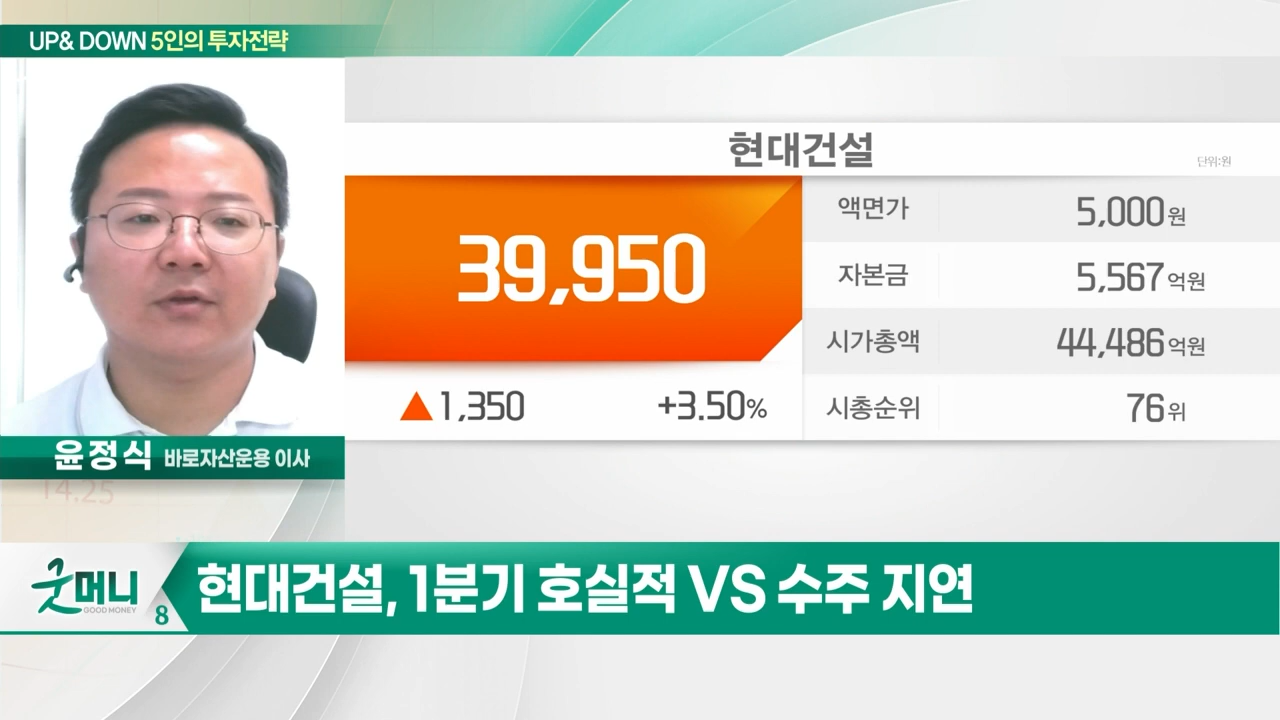 UP& DOWN 5인의 투자전략
현대건설
단위:원
39,950
▲1,350 +3.50%
액면가 5,000원
자본금 5,567억원
시가총액 44,486억원
시총순위 76위
윤정식 바로자산운용 이사
14.25
굿머니
GOOD MONEY
8
현대건설, 1분기 호실적 VS 수주 지연